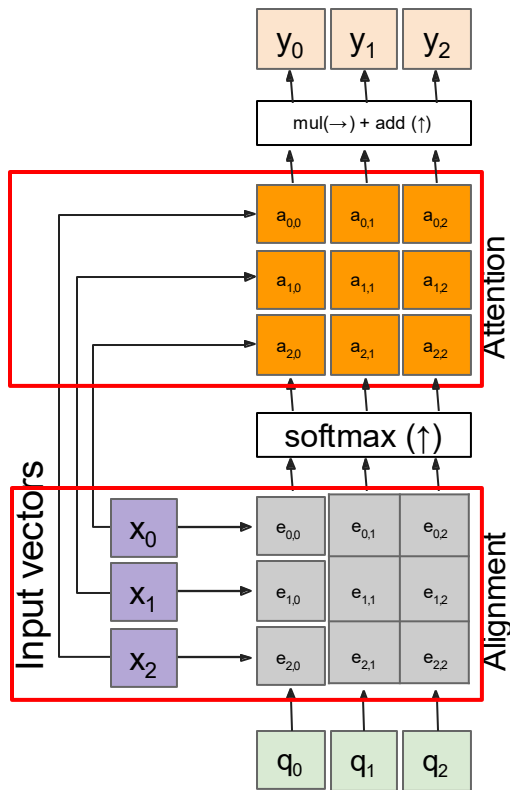 y0 y1 y2
mul(→) + add (↑)
a0,0 a0,1 a0,2
a1,0 a1,1 a1,2
a2,0 a2,1 a2,2
Attention
softmax (↑)
Input vectors
x0 e0,0 e0,1 e0,2
x1 e1,0 e1,1 e1,2
x2 e2,0 e2,1 e2,2
Alignment
q0 q1 q2